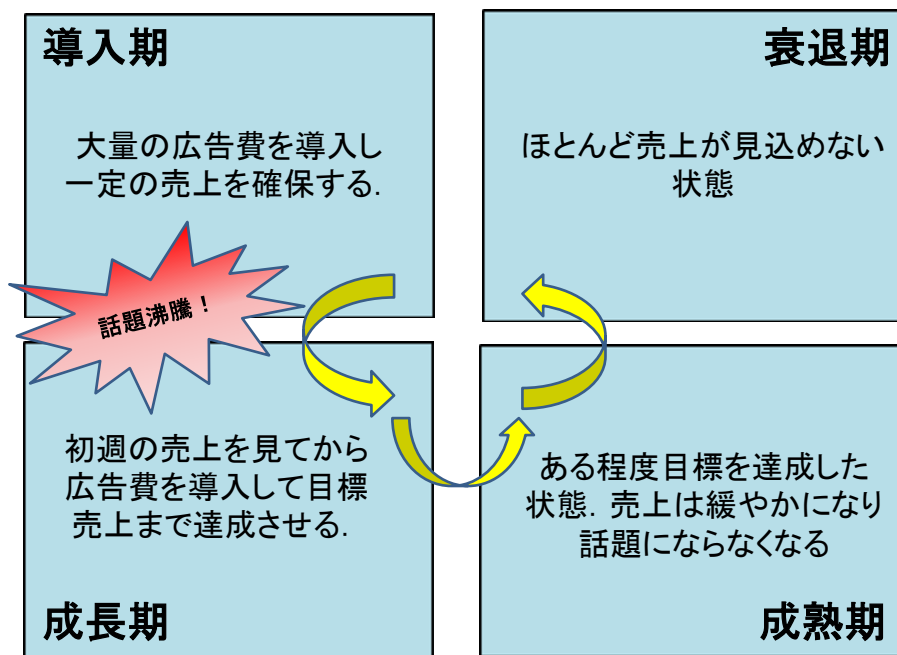 導入期
大量の広告費を導入し
一定の売上を確保する.
話題沸騰！
初週の売上を見てから
広告費を導入して目標
売上まで達成させる.
成長期
ある程度目標を達成した
状態. 売上は緩やかになり
話題にならなくなる
成熟期
衰退期
ほとんど売上が見込めない
状態